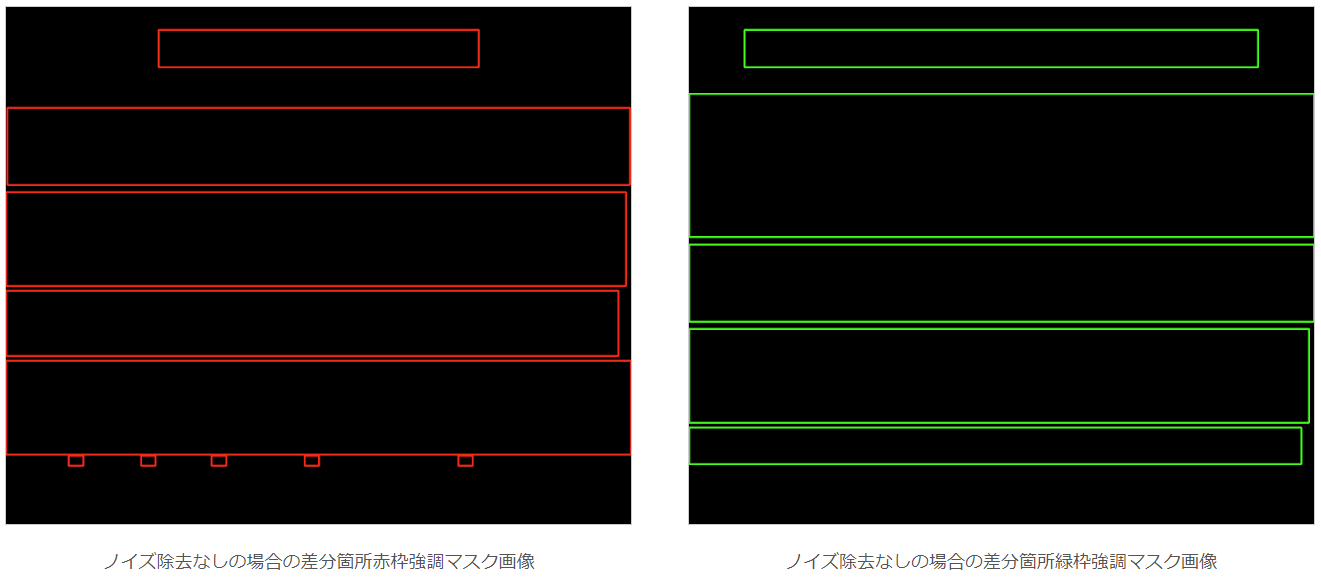 ノイズ除去なしの場合の差分箇所赤枠強調マスク画像
ノイズ除去なしの場合の差分箇所緑枠強調マスク画像